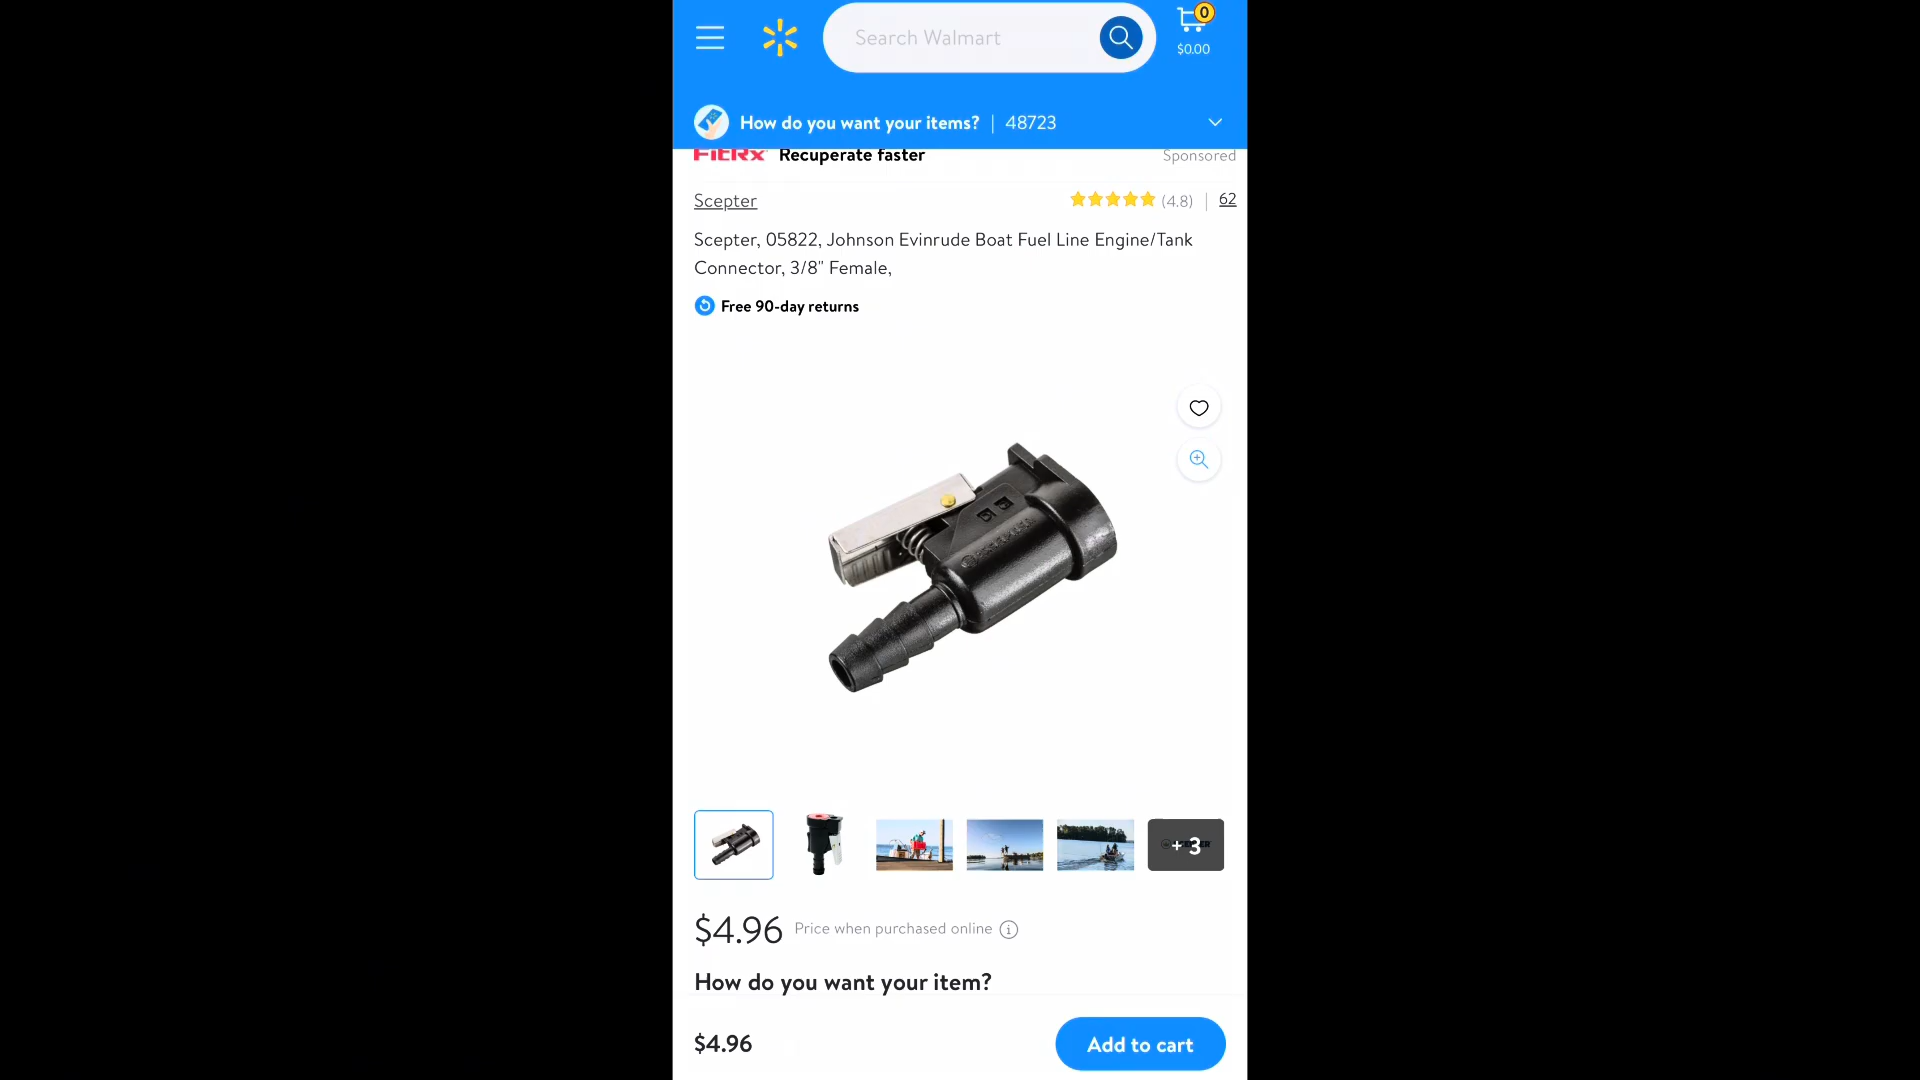 Search Walmart
0
$0.00
How do you want your items? | 48723
FitRx Recuperate faster
Sponsored
Scepter
(4.8) | 62
Scepter, 05822, Johnson Evinrude Boat Fuel Line Engine/Tank
Connector, 3/8" Female,
Free 90-day returns
+ 3
$4.96 Price when purchased online
How do you want your item?
$4.96
Add to cart